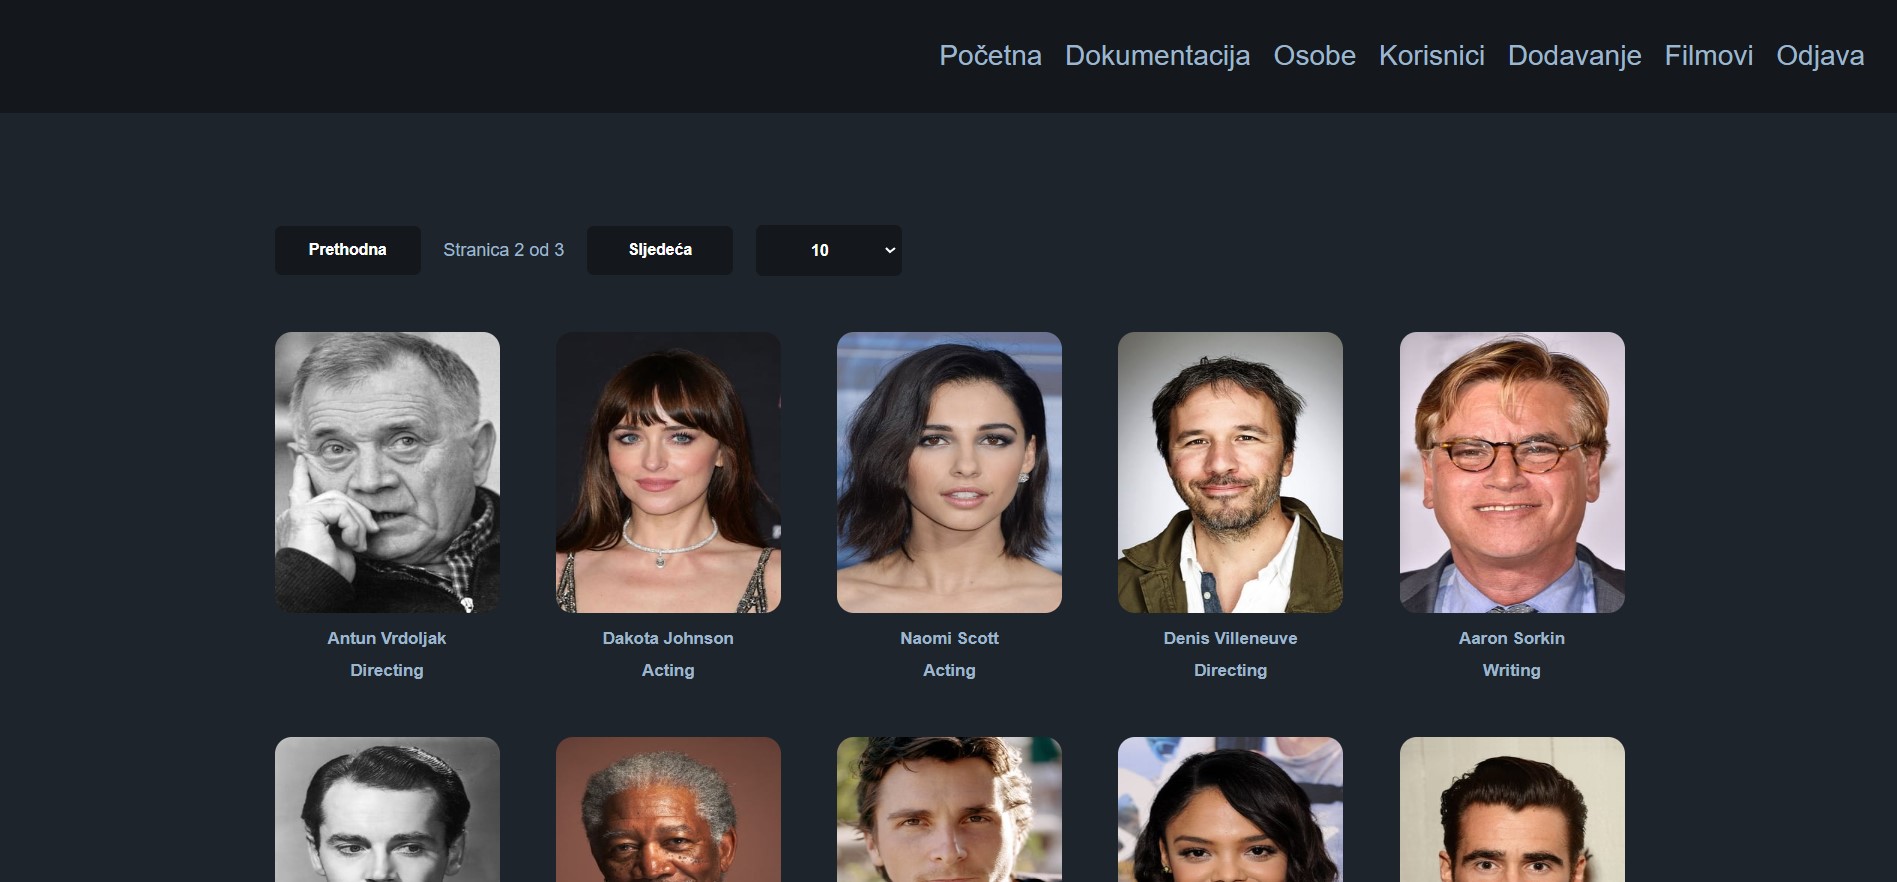 Početna Dokumentacija Osobe Korisnici Dodavanje Filmovi Odjava
Prethodna Stranica 2 od 3 Sljedeća 10
Antun Vrdoljak Dakota Johnson Naomi Scott Denis Villeneuve Aaron Sorkin
Directing Acting Acting Directing Writing